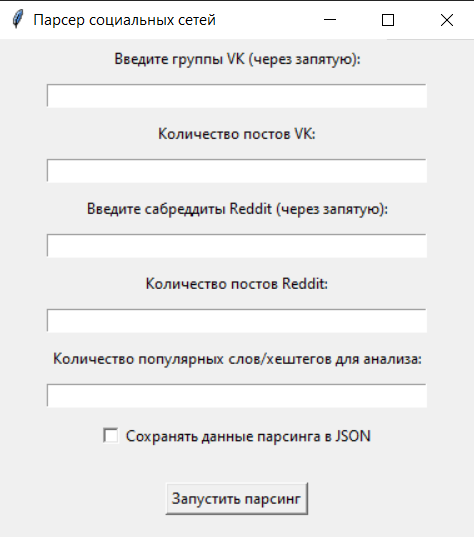 Парсер социальных сетей
Введите группы VK (через запятую):
Количество постов VK:
Введите сабреддиты Reddit (через запятую):
Количество постов Reddit:
Количество популярных слов/хештегов для анализа:
Сохранять данные парсинга в JSON
Запустить парсинг